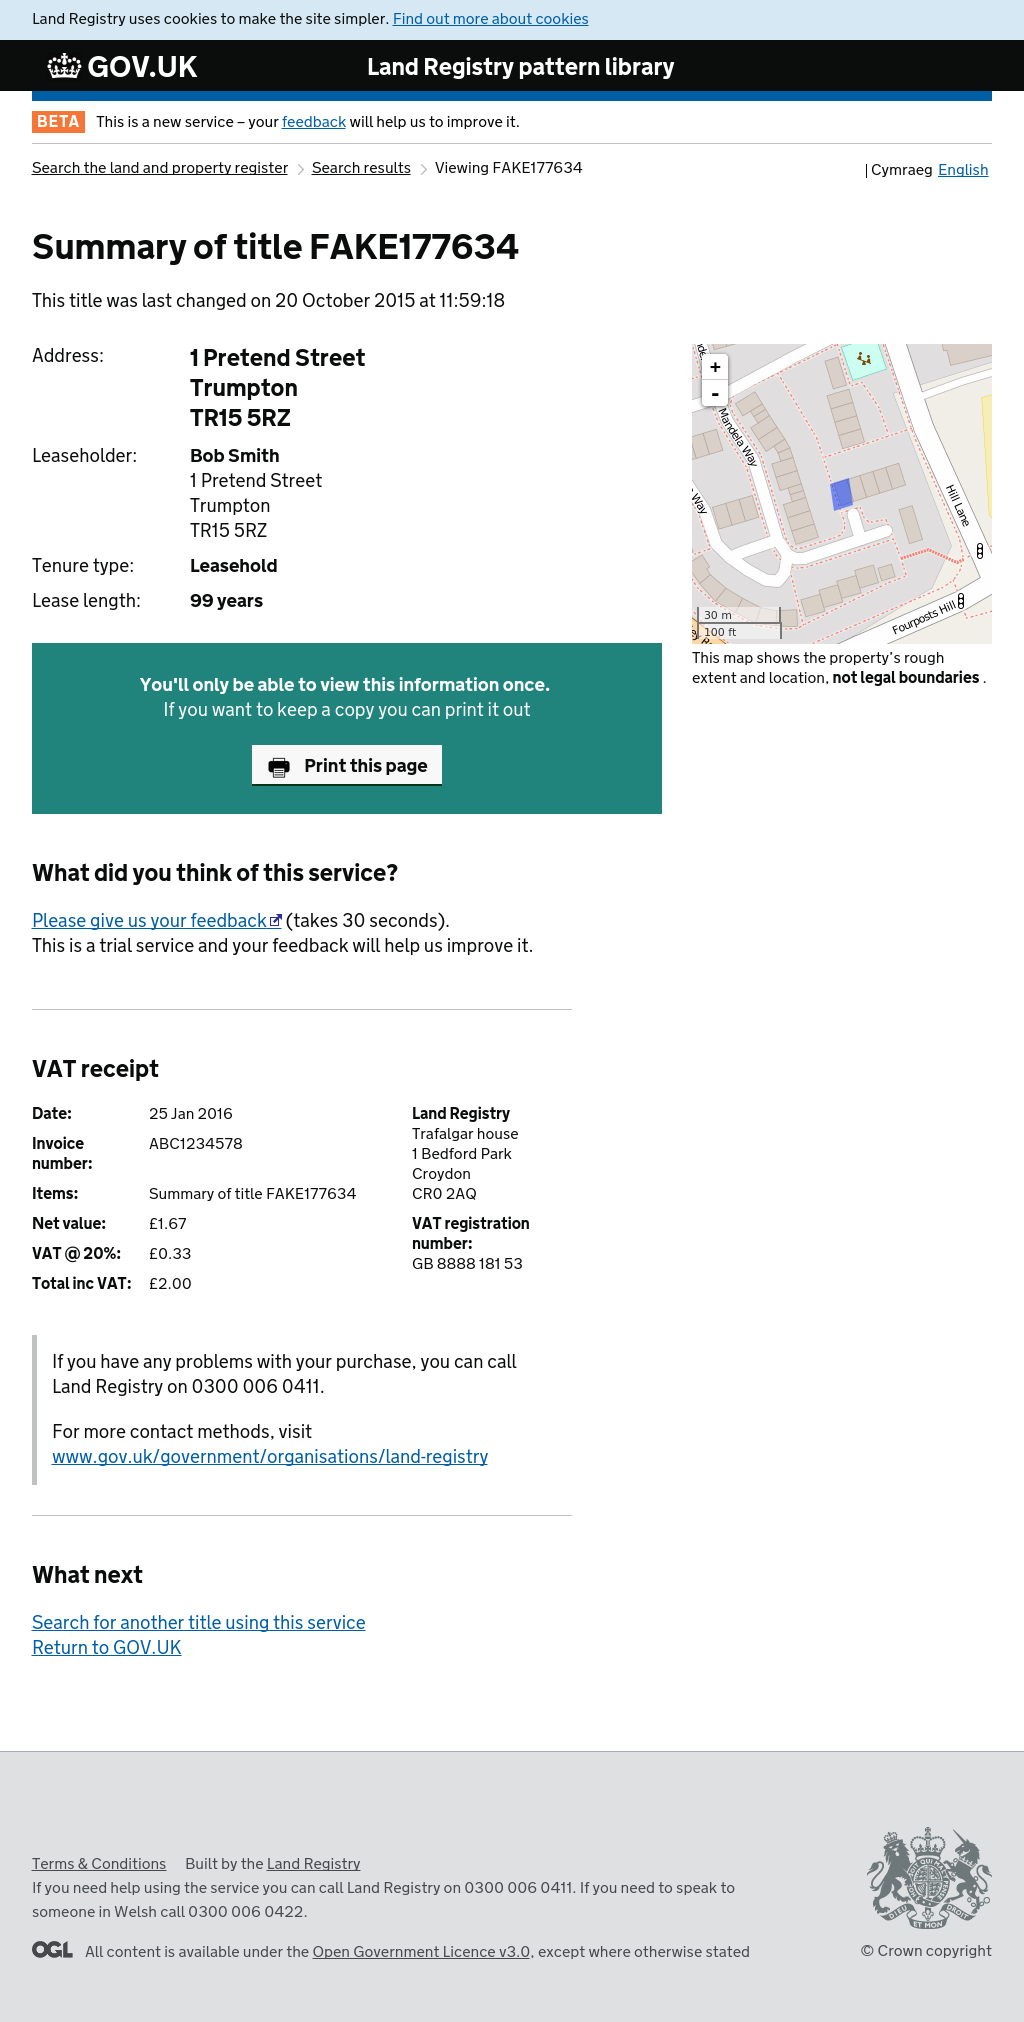 Land Registry uses cookies to make the site simpler. Find out more about cookies
GOV.UK
Land Registry pattern library
BETA This is a new service – your feedback will help us to improve it.
Search the land and property register Search results Viewing FAKE177634
| Cymraeg English
Summary of title FAKE177634
This title was last changed on 20 October 2015 at 11:59:18
Address: 1 Pretend Street
Trumpton
TR15 5RZ
Leaseholder: Bob Smith
1 Pretend Street
Trumpton
TR15 5RZ
Tenure type: Leasehold
Lease length: 99 years
+
-
Mandela Way
Way
Hill Lane
Fourposts Hill
30 m
100 ft
This map shows the property's rough
extent and location, not legal boundaries .
You'll only be able to view this information once.
If you want to keep a copy you can print it out
Print this page
What did you think of this service?
Please give us your feedback (takes 30 seconds).
This is a trial service and your feedback will help us improve it.
VAT receipt
Date: 25 Jan 2016
Invoice number: ABC1234578
Items: Summary of title FAKE177634
Net value: £1.67
VAT @ 20%: £0.33
Total inc VAT: £2.00
Land Registry
Trafalgar house
1 Bedford Park
Croydon
CR0 2AQ
VAT registration
number:
GB 8888 181 53
If you have any problems with your purchase, you can call
Land Registry on 0300 006 0411.
For more contact methods, visit
www.gov.uk/government/organisations/land-registry
What next
Search for another title using this service
Return to GOV.UK
Terms & Conditions Built by the Land Registry
If you need help using the service you can call Land Registry on 0300 006 0411. If you need to speak to
someone in Welsh call 0300 006 0422.
OGL All content is available under the Open Government Licence v3.0, except where otherwise stated
DIEU ET MON DROIT
© Crown copyright